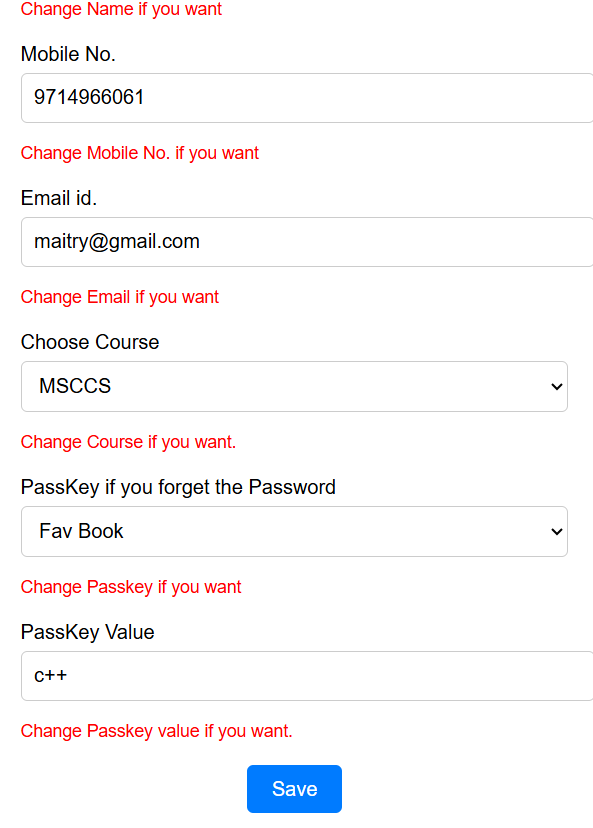 Change Name if you want
Mobile No.
9714966061
Change Mobile No. if you want
Email id.
maitry@gmail.com
Change Email if you want
Choose Course
MSCCS
Change Course if you want.
PassKey if you forget the Password
Fav Book
Change Passkey if you want
PassKey Value
c++
Change Passkey value if you want.
Save